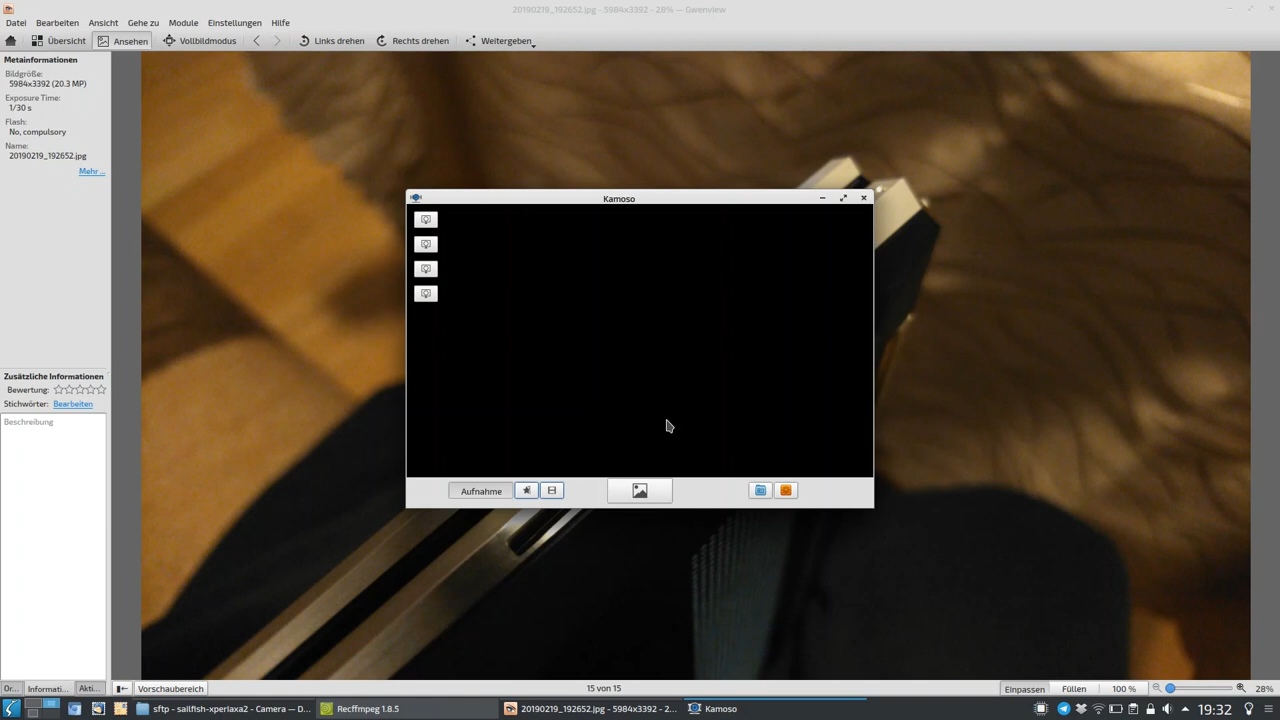 20190219_192652.jpg - 5984x3392 - 28% — Gwenview
Datei Bearbeiten Ansicht Gehe zu Module Einstellungen Hilfe
Übersicht Ansehen Vollbildmodus Links drehen Rechts drehen Weitergeben
Metainformationen
Bildgröße:
5984x3392 (20.3 MP)
Exposure Time:
1/30 s
Flash:
No, compulsory
Name:
20190219_192652.jpg
Mehr ...
Kamoso
Aufnahme
Zusätzliche Informationen
Bewertung:
Stichwörter: Bearbeiten
Beschreibung
Or... Informati... Akti...
Vorschaubereich
15 von 15
Einpassen Füllen 100 % 28%
sftp - sailfish-xperiaxa2 - Camera — D...
Recffmpeg 1.8.5
20190219_192652.jpg - 5984x3392 - 2...
Kamoso
19:32